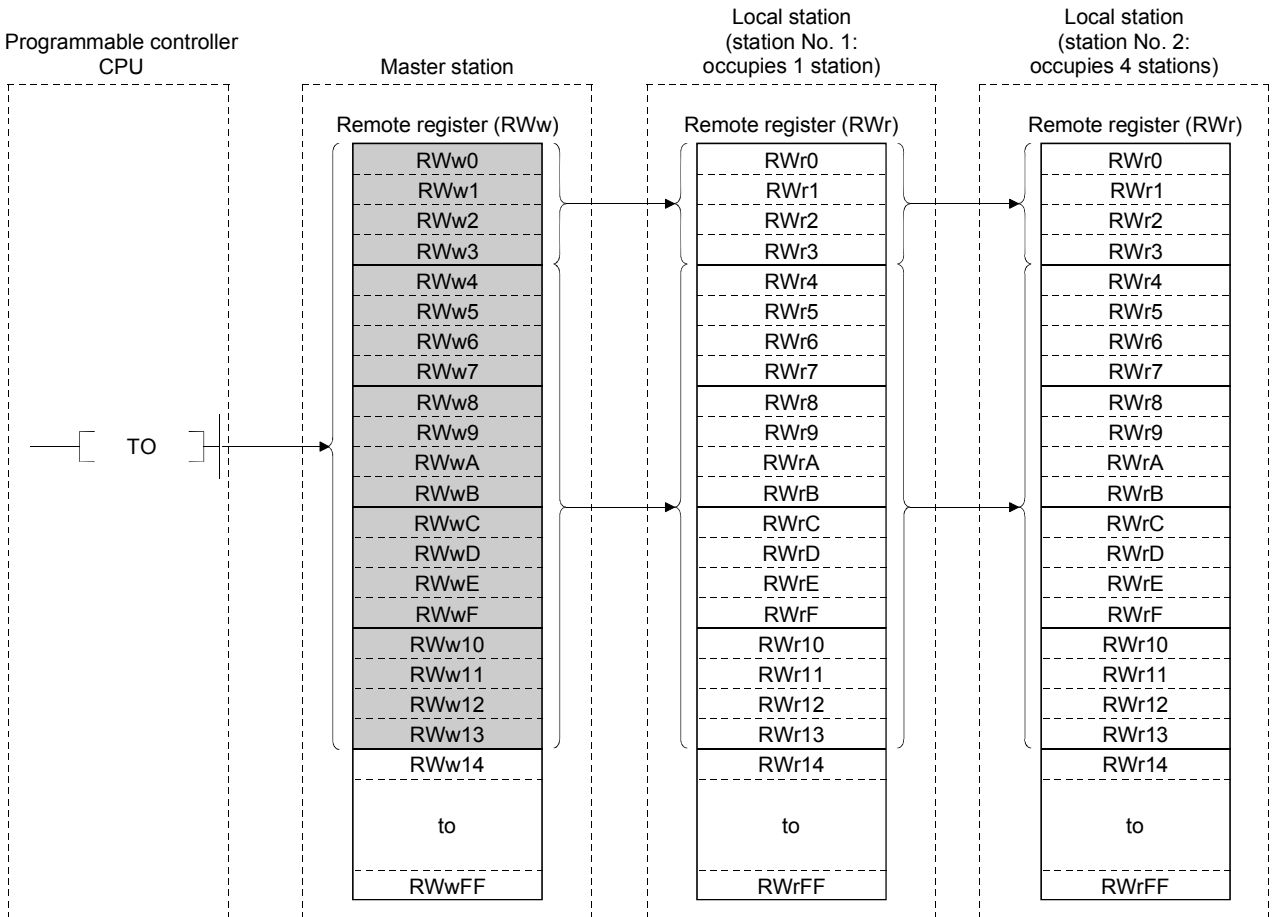 Programmable controller
CPU
Master station
Local station
(station No. 1:
occupies 1 station)
Local station
(station No. 2:
occupies 4 stations)
TO
Remote register (RWw)
RWw0
RWw1
RWw2
RWw3
RWw4
RWw5
RWw6
RWw7
RWw8
RWw9
RWwA
RWwB
RWwC
RWwD
RWwE
RWwF
RWw10
RWw11
RWw12
RWw13
RWw14
to
RWwFF
Remote register (RWr)
RWr0
RWr1
RWr2
RWr3
RWr4
RWr5
RWr6
RWr7
RWr8
RWr9
RWrA
RWrB
RWrC
RWrD
RWrE
RWrF
RWr10
RWr11
RWr12
RWr13
RWr14
to
RWrFF
Remote register (RWr)
RWr0
RWr1
RWr2
RWr3
RWr4
RWr5
RWr6
RWr7
RWr8
RWr9
RWrA
RWrB
RWrC
RWrD
RWrE
RWrF
RWr10
RWr11
RWr12
RWr13
RWr14
to
RWrFF